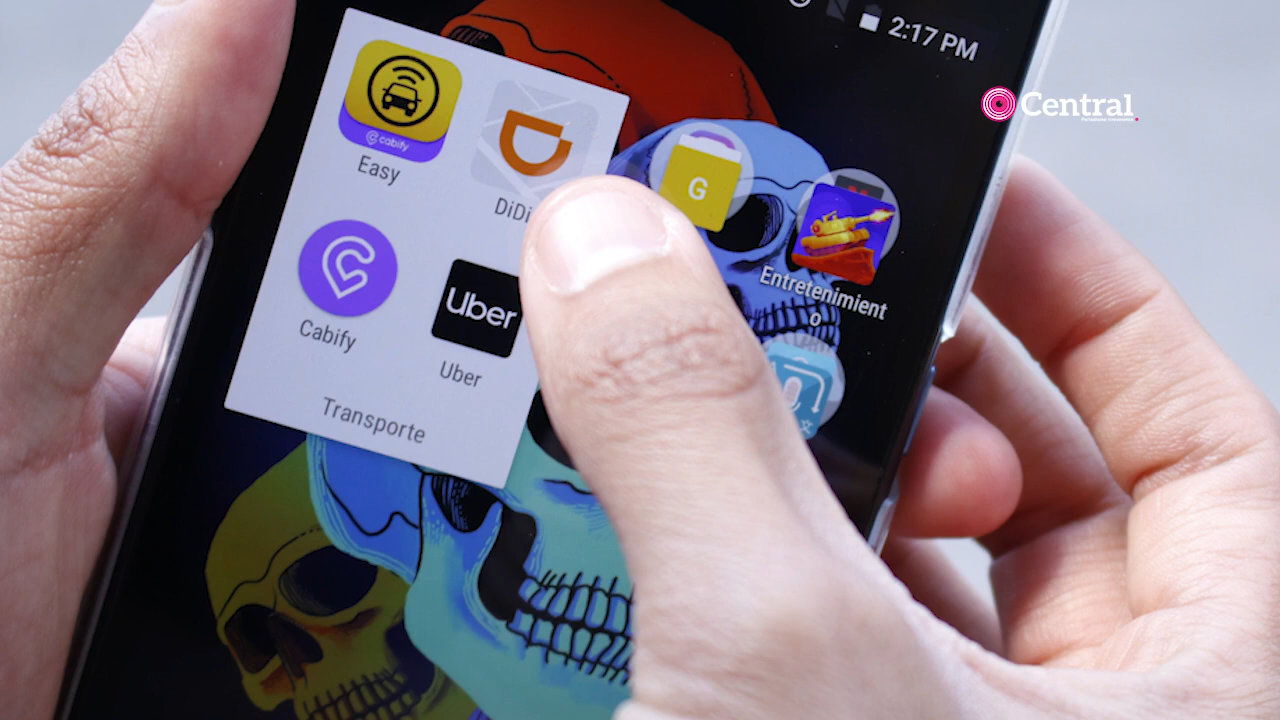 2:17 PM
Central
cabify
Easy
DiDi
G
Cabify
Uber
Uber
Entretenimient
o
Transporte